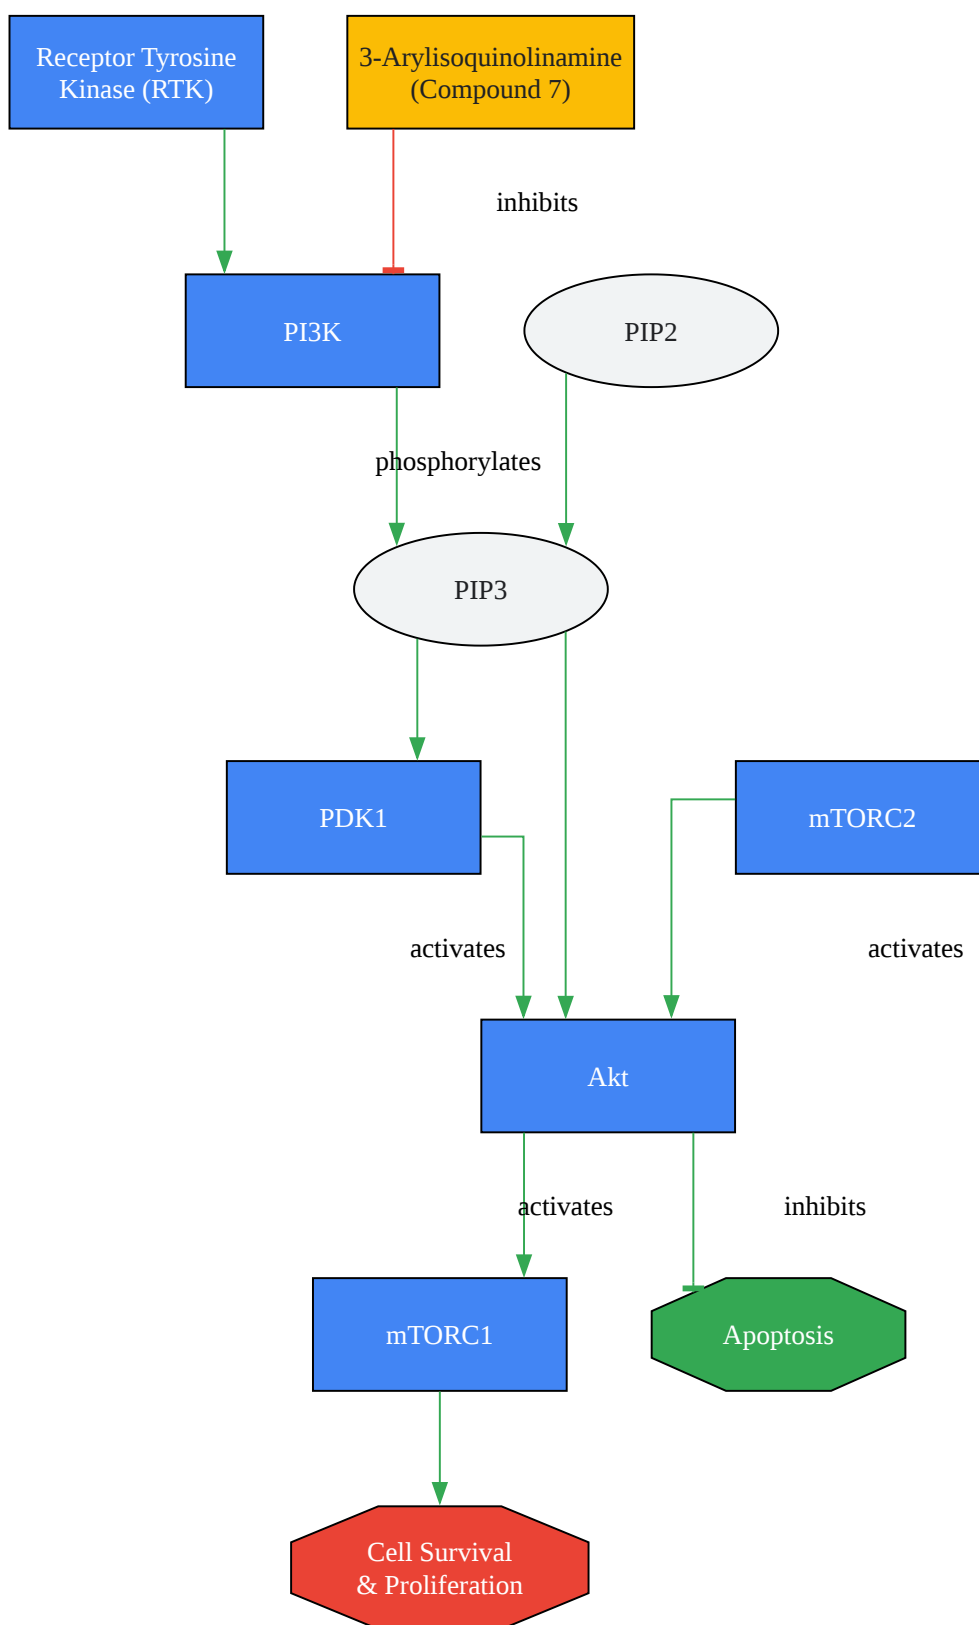 Receptor Tyrosine
Kinase (RTK)
3-Arylisoquinolinamine
(Compound 7)
inhibits
PI3K
PIP2
phosphorylates
PIP3
PDK1
mTORC2
activates
activates
Akt
activates
inhibits
mTORC1
Apoptosis
Cell Survival
& Proliferation